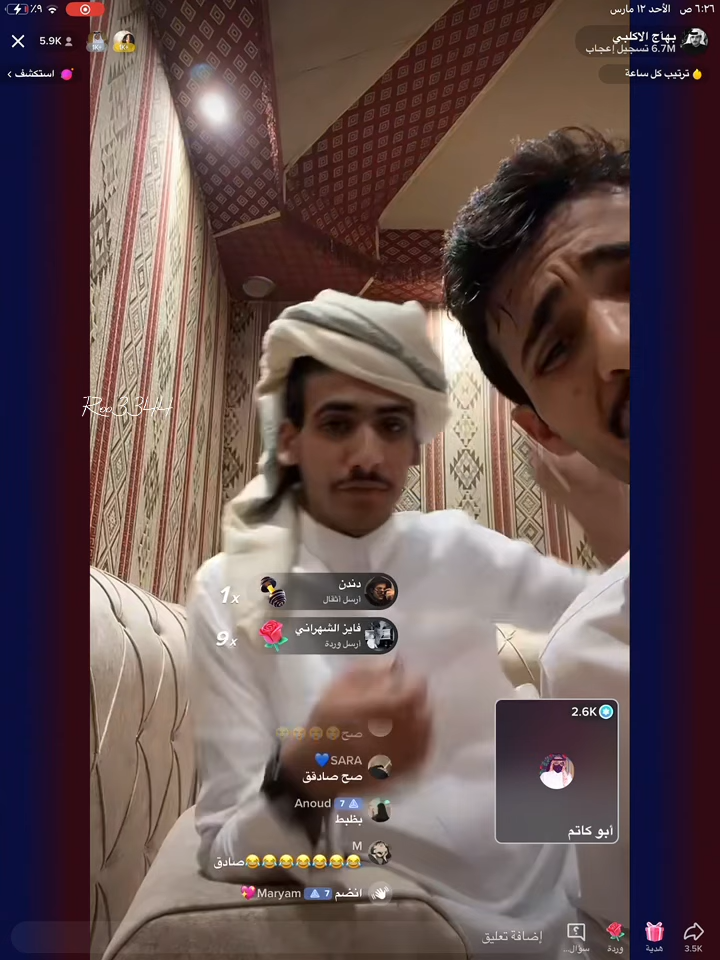 ٦:٢٦ ص الأحد ١٢ مارس
٪٩
بهاج الاكلبي
6.7M تسجيل إعجاب
5.9K
ترتيب كل ساعة
استكشف
Roo3344
دندن
أرسل أثقال
1x
فايز الشهراني
أرسل وردة
9x
صح
SARA💙
صح صادقق
Anoud 7
بظبط
M
صادق😂😂😂😂😂😂😂
Maryam💖 7 انضم
2.6K
أبو كاتم
إضافة تعليق
سؤال...
وردة
هدية
3.5K